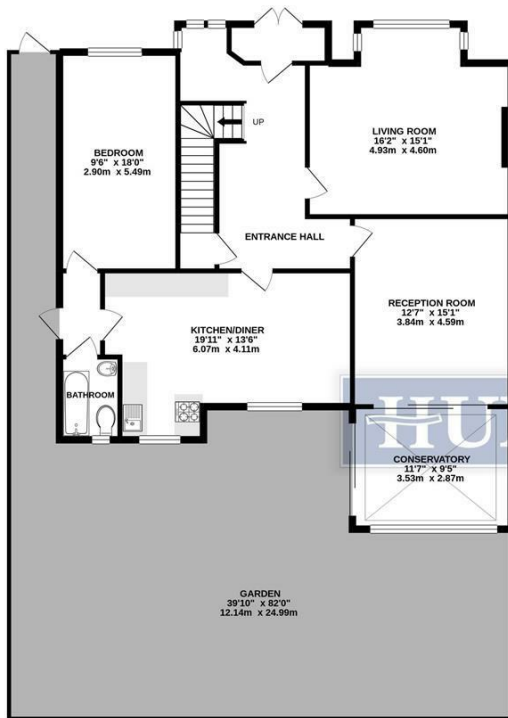 UP
LIVING ROOM
16'2" x 15'1"
4.93m x 4.60m
BEDROOM
9'6" x 18'0"
2.90m x 5.49m
ENTRANCE HALL
RECEPTION ROOM
12'7" x 15'1"
3.84m x 4.59m
KITCHEN/DINER
19'11" x 13'6"
6.07m x 4.11m
BATHROOM
CONSERVATORY
11'7" x 9'5"
3.53m x 2.87m
GARDEN
39'10" x 82'0"
12.14m x 24.99m